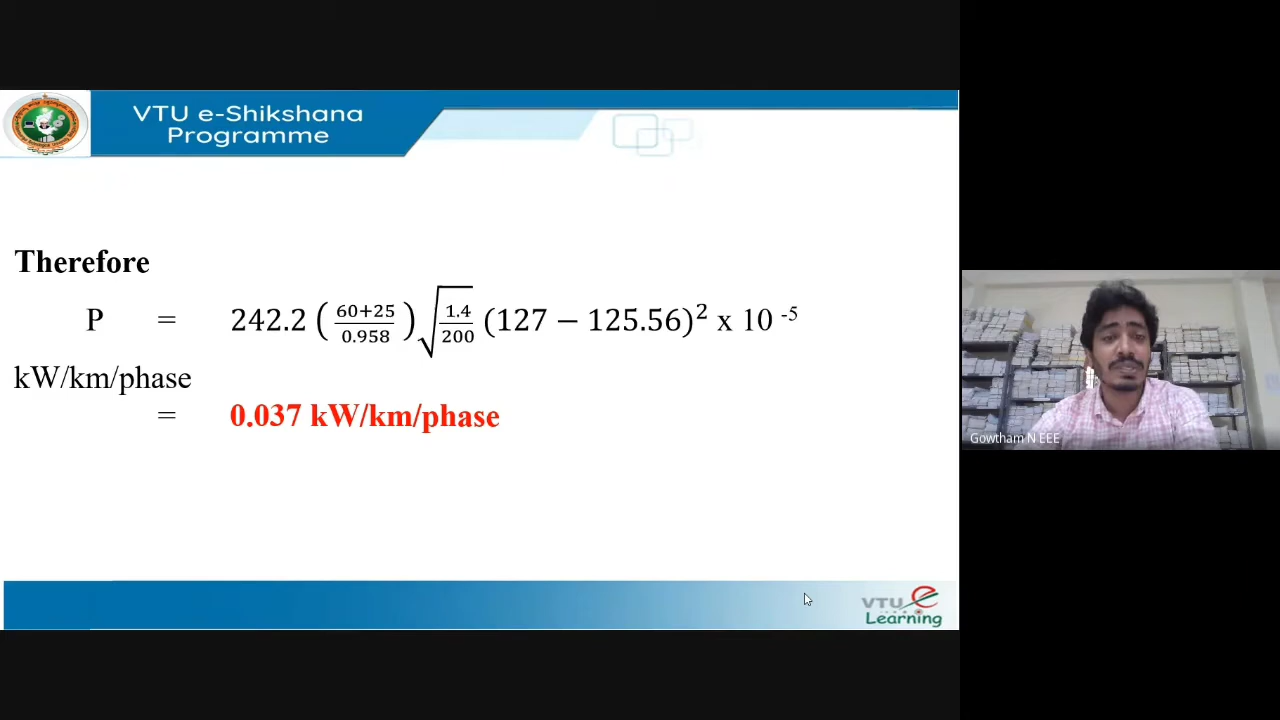 VTU e-Shikshana
Programme
Therefore
P = 242.2 (60+25/0.958) √(1.4/200) (127 − 125.56)² x 10 ⁻⁵
kW/km/phase
= 0.037 kW/km/phase
Gowtham N EEE
VTU e
Learning